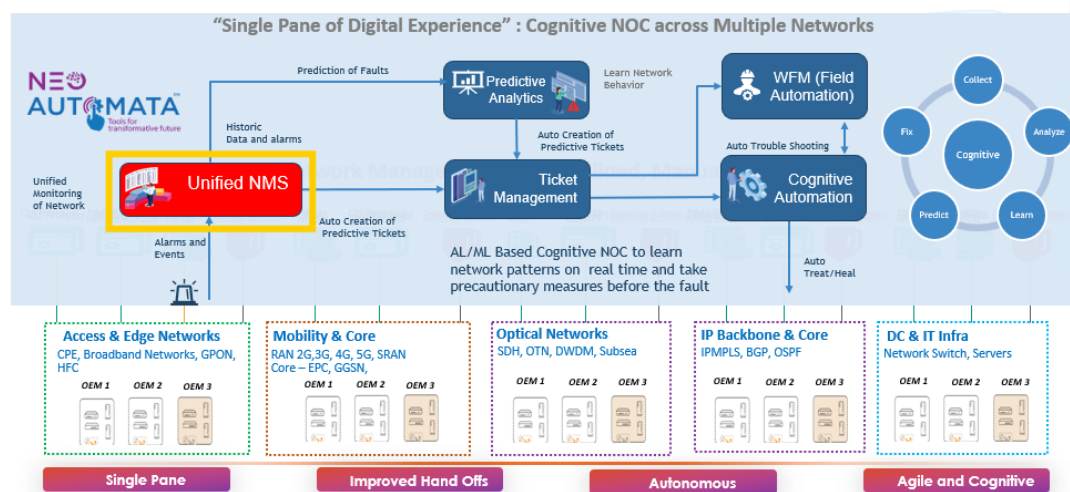 “Single Pane of Digital Experience” : Cognitive NOC across Multiple Networks
NEO
AUTOMATA™
Tools for
transformative future
Prediction of Faults
Predictive
Analytics
Learn Network
Behavior
WFM (Field
Automation)
Historic
Data and alarms
Auto Creation of
Predictive Tickets
Auto Trouble Shooting
Unified
Monitoring
of Network
Unified NMS
Ticket
Management
Cognitive
Automation
Auto Creation of
Predictive Tickets
Alarms and
Events
AL/ML Based Cognitive NOC to learn
network patterns on real time and take
precautionary measures before the fault
Auto
Treat/Heal
Collect
Fix
Analyze
Cognitive
Predict
Learn
Access & Edge Networks
CPE, Broadband Networks, GPON,
HFC
OEM 1 OEM 2 OEM 3
Mobility & Core
RAN 2G,3G, 4G, 5G, SRAN
Core – EPC, GGSN,
OEM 1 OEM 2 OEM 3
Optical Networks
SDH, OTN, DWDM, Subsea
OEM 1 OEM 2 OEM 3
IP Backbone & Core
IPMPLS, BGP, OSPF
OEM 1 OEM 2 OEM 3
DC & IT Infra
Network Switch, Servers
OEM 1 OEM 2 OEM 3
Single Pane
Improved Hand Offs
Autonomous
Agile and Cognitive